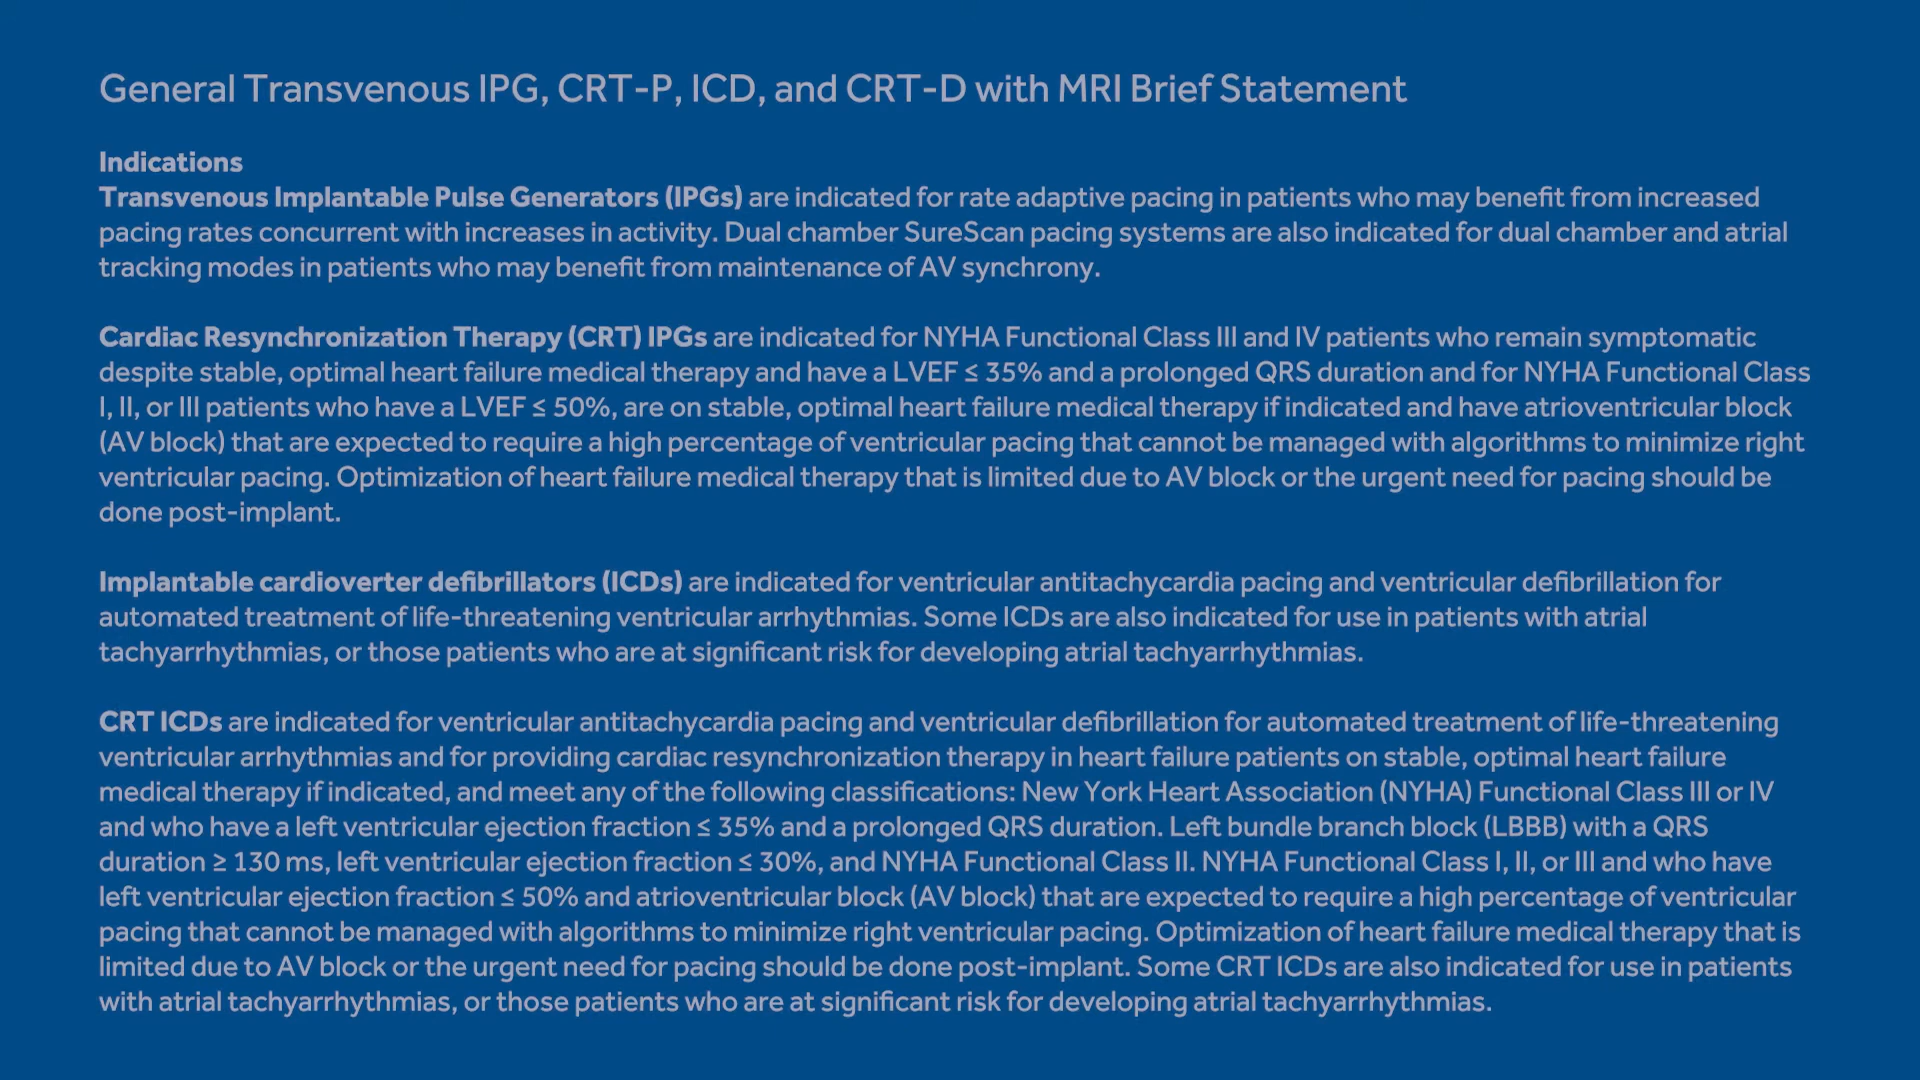 General Transvenous IPG, CRT-P, ICD, and CRT-D with MRI Brief Statement
Indications
Transvenous Implantable Pulse Generators (IPGs) are indicated for rate adaptive pacing in patients who may benefit from increased
pacing rates concurrent with increases in activity. Dual chamber SureScan pacing systems are also indicated for dual chamber and atrial
tracking modes in patients who may benefit from maintenance of AV synchrony.
Cardiac Resynchronization Therapy (CRT) IPGs are indicated for NYHA Functional Class III and IV patients who remain symptomatic
despite stable, optimal heart failure medical therapy and have a LVEF ≤ 35% and a prolonged QRS duration and for NYHA Functional Class
I, II, or III patients who have a LVEF ≤ 50%, are on stable, optimal heart failure medical therapy if indicated and have atrioventricular block
(AV block) that are expected to require a high percentage of ventricular pacing that cannot be managed with algorithms to minimize right
ventricular pacing. Optimization of heart failure medical therapy that is limited due to AV block or the urgent need for pacing should be
done post-implant.
Implantable cardioverter defibrillators (ICDs) are indicated for ventricular antitachycardia pacing and ventricular defibrillation for
automated treatment of life-threatening ventricular arrhythmias. Some ICDs are also indicated for use in patients with atrial
tachyarrhythmias, or those patients who are at significant risk for developing atrial tachyarrhythmias.
CRT ICDs are indicated for ventricular antitachycardia pacing and ventricular defibrillation for automated treatment of life-threatening
ventricular arrhythmias and for providing cardiac resynchronization therapy in heart failure patients on stable, optimal heart failure
medical therapy if indicated, and meet any of the following classifications: New York Heart Association (NYHA) Functional Class III or IV
and who have a left ventricular ejection fraction ≤ 35% and a prolonged QRS duration. Left bundle branch block (LBBB) with a QRS
duration ≥ 130 ms, left ventricular ejection fraction ≤ 30%, and NYHA Functional Class II. NYHA Functional Class I, II, or III and who have
left ventricular ejection fraction ≤ 50% and atrioventricular block (AV block) that are expected to require a high percentage of ventricular
pacing that cannot be managed with algorithms to minimize right ventricular pacing. Optimization of heart failure medical therapy that is
limited due to AV block or the urgent need for pacing should be done post-implant. Some CRT ICDs are also indicated for use in patients
with atrial tachyarrhythmias, or those patients who are at significant risk for developing atrial tachyarrhythmias.